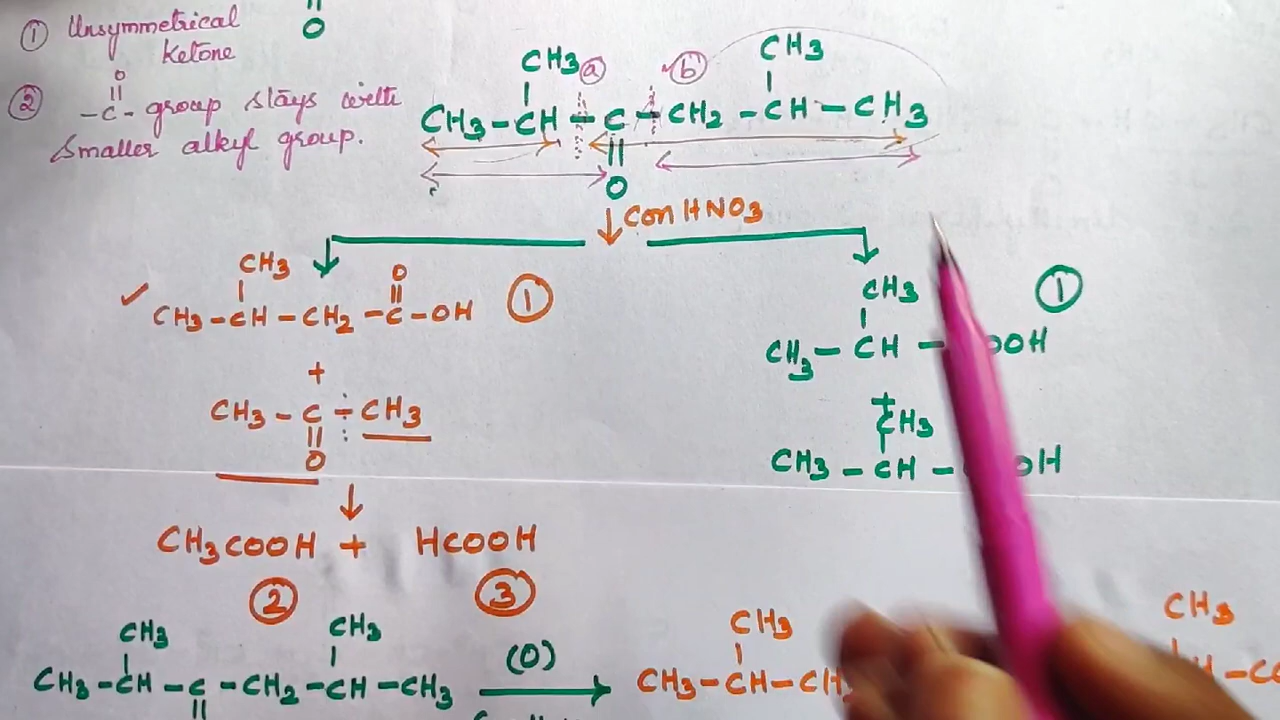 ① Unsymmetrical
O
Ketone
② O
-C- group stays with
smaller alkyl group.
CH3 ⓐ ⓑ CH3
CH3-CH-C-CH2-CH-CH3
O
Con HNO3
CH3 O
✓ CH3-CH-CH2-C-OH ①
+
CH3-C-CH3
O
CH3COOH + HCOOH
② ③
CH3 ①
CH3-CH-OOH
+
CH3
CH3-CH-OH
CH3 CH3
CH3-CH-C-CH2-CH-CH3
(O)
CH3
CH3-CH-CH
CH3